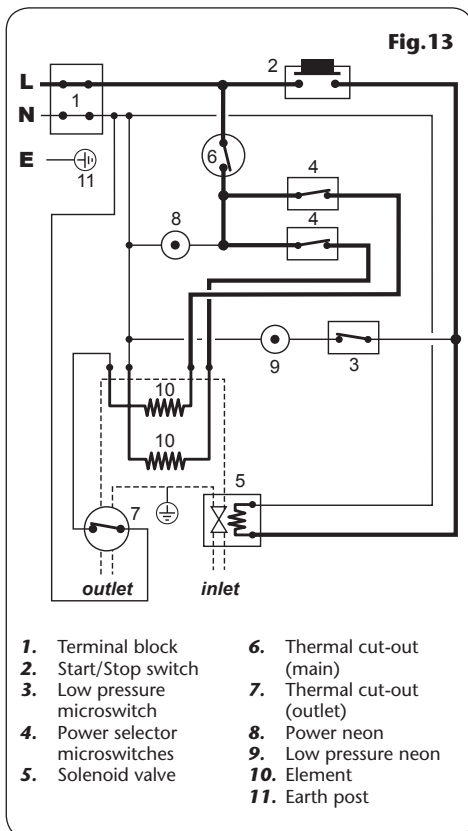 Fig.13
2
L
1
N
6
4
E
11
8
4
9
3
10
10
5
7
outlet
inlet
1. Terminal block
2. Start/Stop switch
3. Low pressure
microswitch
4. Power selector
microswitches
5. Solenoid valve
6. Thermal cut-out
(main)
7. Thermal cut-out
(outlet)
8. Power neon
9. Low pressure neon
10. Element
11. Earth post